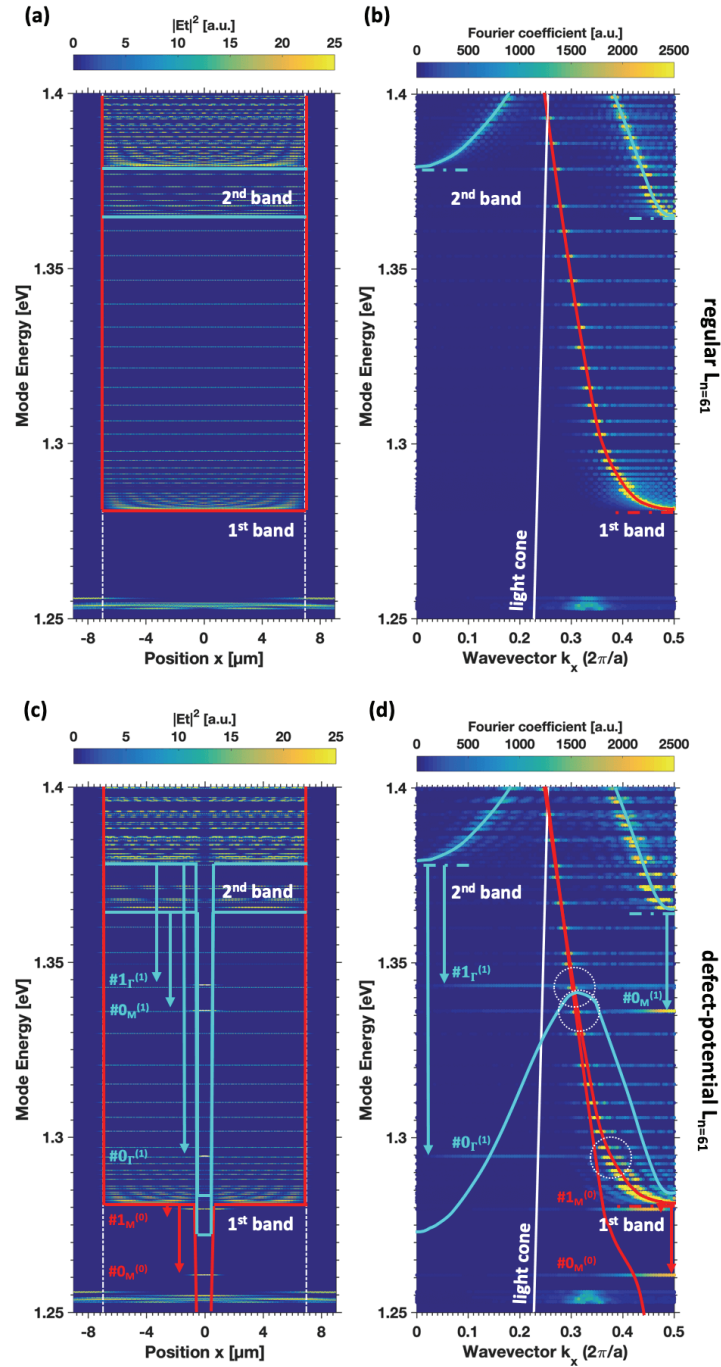 (a)
|Et|² [a.u.]
0 5 10 15 20 25
1.4
1.35
1.3
1.25
Mode Energy [eV]
2nd band
1st band
-8 -4 0 4 8
Position x [µm]
(b)
Fourier coefficient [a.u.]
0 500 1000 1500 2000 2500
1.4
1.35
1.3
1.25
Mode Energy [eV]
2nd band
1st band
light cone
0 0.1 0.2 0.3 0.4 0.5
Wavevector kx (2π/a)
regular Ln=61
(c)
|Et|² [a.u.]
0 5 10 15 20 25
1.4
1.35
1.3
1.25
Mode Energy [eV]
2nd band
#1Γ(1)
#0M(1)
#0Γ(1)
#1M(0)
1st band
#0M(0)
-8 -4 0 4 8
Position x [µm]
(d)
Fourier coefficient [a.u.]
0 500 1000 1500 2000 2500
1.4
1.35
1.3
1.25
Mode Energy [eV]
2nd band
#1Γ(1)
#0M(1)
#0Γ(1)
#1M(0)
1st band
#0M(0)
light cone
0 0.1 0.2 0.3 0.4 0.5
Wavevector kx (2π/a)
defect-potential Ln=61